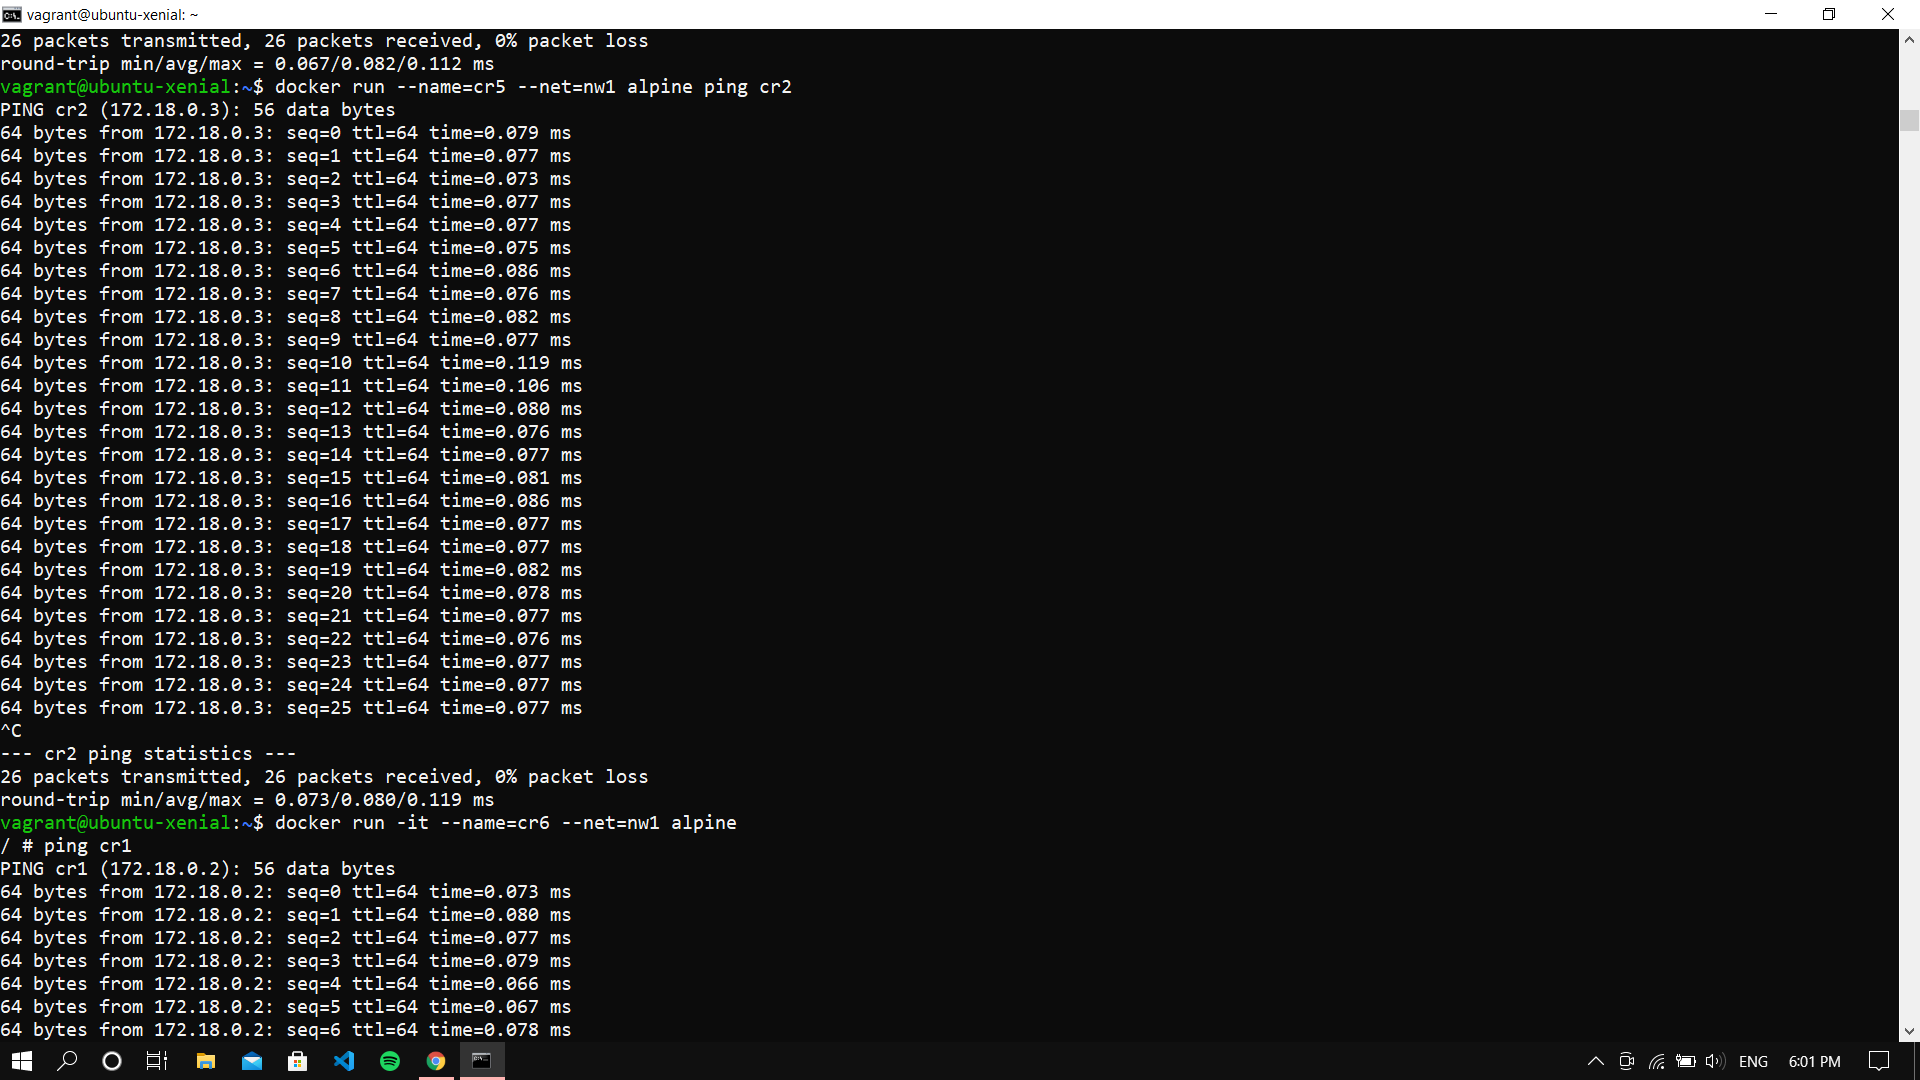 vagrant@ubuntu-xenial: ~
26 packets transmitted, 26 packets received, 0% packet loss
round-trip min/avg/max = 0.067/0.082/0.112 ms
vagrant@ubuntu-xenial:~$ docker run --name=cr5 --net=nw1 alpine ping cr2
PING cr2 (172.18.0.3): 56 data bytes
64 bytes from 172.18.0.3: seq=0 ttl=64 time=0.079 ms
64 bytes from 172.18.0.3: seq=1 ttl=64 time=0.077 ms
64 bytes from 172.18.0.3: seq=2 ttl=64 time=0.073 ms
64 bytes from 172.18.0.3: seq=3 ttl=64 time=0.077 ms
64 bytes from 172.18.0.3: seq=4 ttl=64 time=0.077 ms
64 bytes from 172.18.0.3: seq=5 ttl=64 time=0.075 ms
64 bytes from 172.18.0.3: seq=6 ttl=64 time=0.086 ms
64 bytes from 172.18.0.3: seq=7 ttl=64 time=0.076 ms
64 bytes from 172.18.0.3: seq=8 ttl=64 time=0.082 ms
64 bytes from 172.18.0.3: seq=9 ttl=64 time=0.077 ms
64 bytes from 172.18.0.3: seq=10 ttl=64 time=0.119 ms
64 bytes from 172.18.0.3: seq=11 ttl=64 time=0.106 ms
64 bytes from 172.18.0.3: seq=12 ttl=64 time=0.080 ms
64 bytes from 172.18.0.3: seq=13 ttl=64 time=0.076 ms
64 bytes from 172.18.0.3: seq=14 ttl=64 time=0.077 ms
64 bytes from 172.18.0.3: seq=15 ttl=64 time=0.081 ms
64 bytes from 172.18.0.3: seq=16 ttl=64 time=0.086 ms
64 bytes from 172.18.0.3: seq=17 ttl=64 time=0.077 ms
64 bytes from 172.18.0.3: seq=18 ttl=64 time=0.077 ms
64 bytes from 172.18.0.3: seq=19 ttl=64 time=0.082 ms
64 bytes from 172.18.0.3: seq=20 ttl=64 time=0.078 ms
64 bytes from 172.18.0.3: seq=21 ttl=64 time=0.077 ms
64 bytes from 172.18.0.3: seq=22 ttl=64 time=0.076 ms
64 bytes from 172.18.0.3: seq=23 ttl=64 time=0.077 ms
64 bytes from 172.18.0.3: seq=24 ttl=64 time=0.077 ms
64 bytes from 172.18.0.3: seq=25 ttl=64 time=0.077 ms
^C
--- cr2 ping statistics ---
26 packets transmitted, 26 packets received, 0% packet loss
round-trip min/avg/max = 0.073/0.080/0.119 ms
vagrant@ubuntu-xenial:~$ docker run -it --name=cr6 --net=nw1 alpine
/ # ping cr1
PING cr1 (172.18.0.2): 56 data bytes
64 bytes from 172.18.0.2: seq=0 ttl=64 time=0.073 ms
64 bytes from 172.18.0.2: seq=1 ttl=64 time=0.080 ms
64 bytes from 172.18.0.2: seq=2 ttl=64 time=0.077 ms
64 bytes from 172.18.0.2: seq=3 ttl=64 time=0.079 ms
64 bytes from 172.18.0.2: seq=4 ttl=64 time=0.066 ms
64 bytes from 172.18.0.2: seq=5 ttl=64 time=0.067 ms
64 bytes from 172.18.0.2: seq=6 ttl=64 time=0.078 ms
ENG 6:01 PM